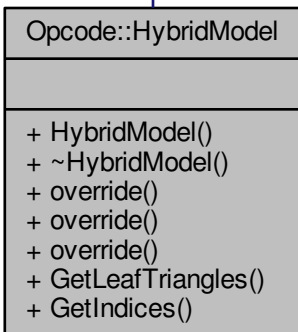 Opcode::HybridModel
+ HybridModel()
+ ~HybridModel()
+ override()
+ override()
+ override()
+ GetLeafTriangles()
+ GetIndices()